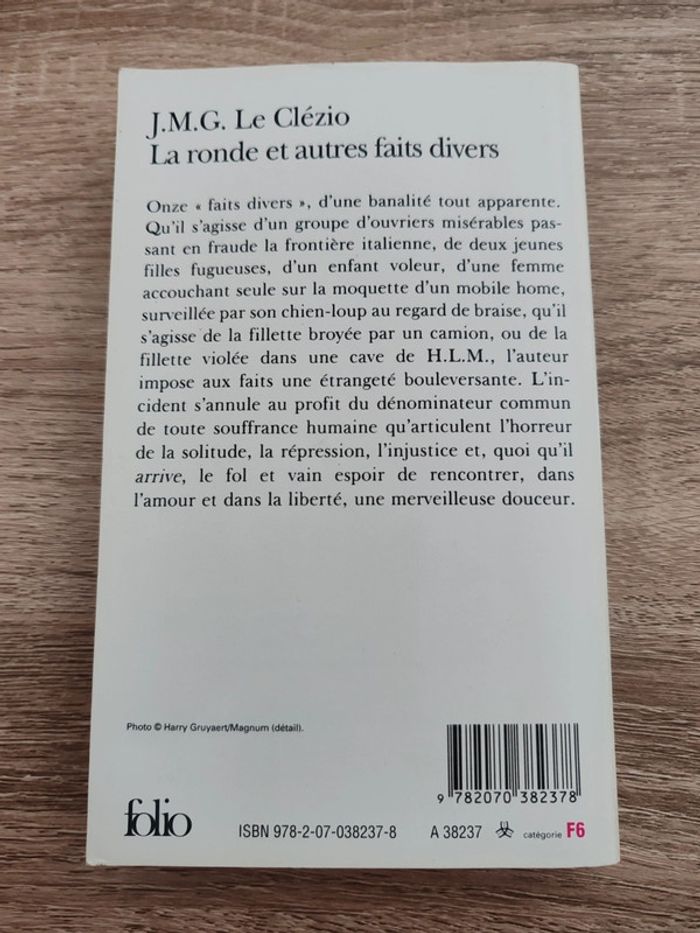 J.M.G. Le Clézio
La ronde et autres faits divers
Onze « faits divers », d'une banalité tout apparente.
Qu'il s'agisse d'un groupe d'ouvriers misérables pas-
sant en fraude la frontière italienne, de deux jeunes
filles fugueuses, d'un enfant voleur, d'une femme
accouchant seule sur la moquette d'un mobile home,
surveillée par son chien-loup au regard de braise, qu'il
s'agisse de la fillette broyée par un camion, ou de la
fillette violée dans une cave de H.L.M., l'auteur
impose aux faits une étrangeté bouleversante. L'in-
cident s'annule au profit du dénominateur commun
de toute souffrance humaine qu'articulent l'horreur
de la solitude, la répression, l'injustice et, quoi qu'il
arrive, le fol et vain espoir de rencontrer, dans
l'amour et dans la liberté, une merveilleuse douceur.
Photo © Harry Gruyaert/Magnum (détail).
9 782070 382378
folio
ISBN 978-2-07-038237-8 A 38237 catégorie F6